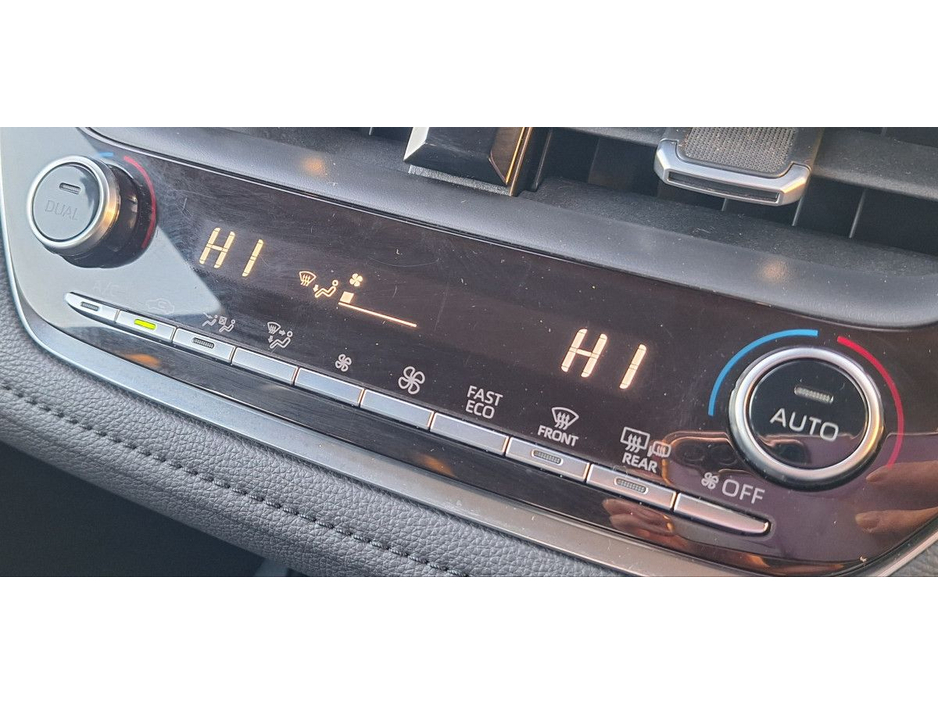 DUAL
HI
HI
A/C
FAST
ECO
FRONT
REAR
OFF
AUTO